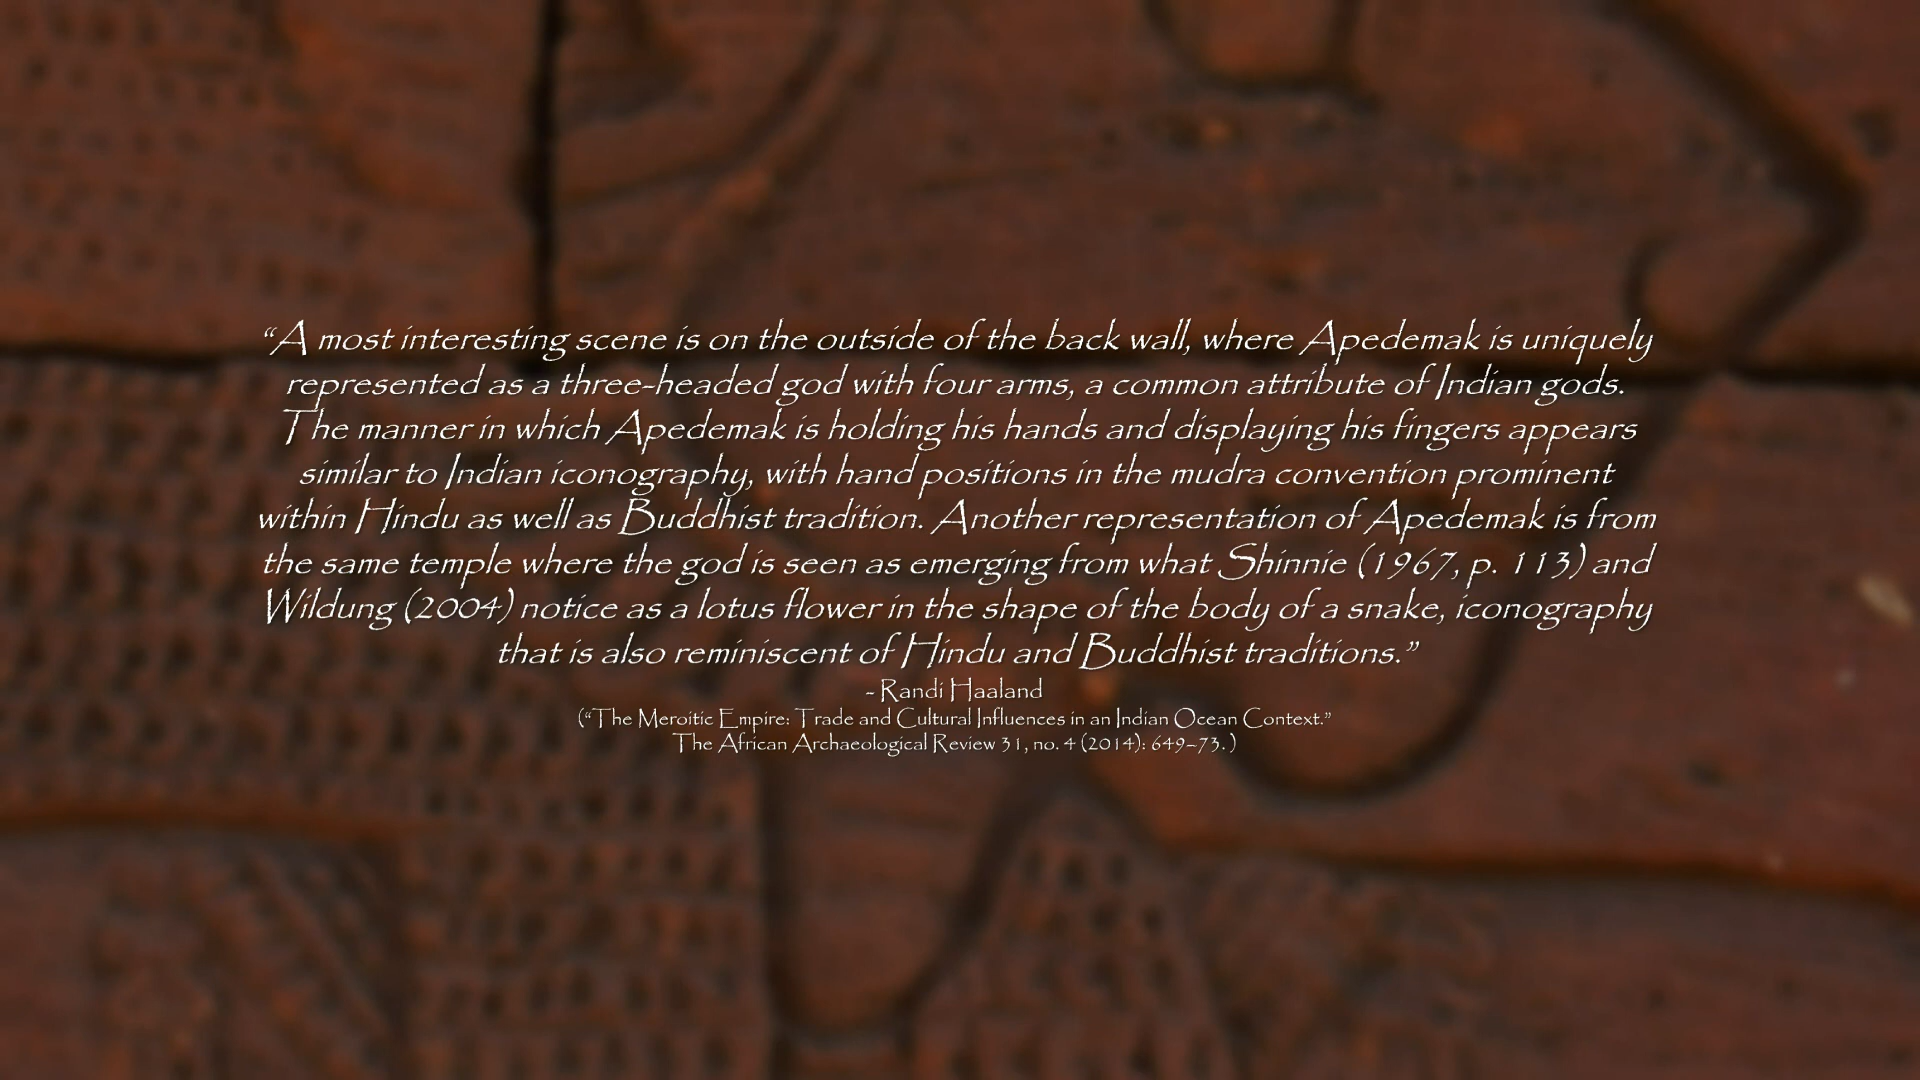 “A most interesting scene is on the outside of the back wall, where Apedemak is uniquely
represented as a three-headed god with four arms, a common attribute of Indian gods.
The manner in which Apedemak is holding his hands and displaying his fingers appears
similar to Indian iconography, with hand positions in the mudra convention prominent
within Hindu as well as Buddhist tradition. Another representation of Apedemak is from
the same temple where the god is seen as emerging from what Shinnie (1967, p. 113) and
Wildung (2004) notice as a lotus flower in the shape of the body of a snake, iconography
that is also reminiscent of Hindu and Buddhist traditions.”
- Randi Haaland
(“The Meroitic Empire: Trade and Cultural Influences in an Indian Ocean Context.”
The African Archaeological Review 31, no. 4 (2014): 649–73. )